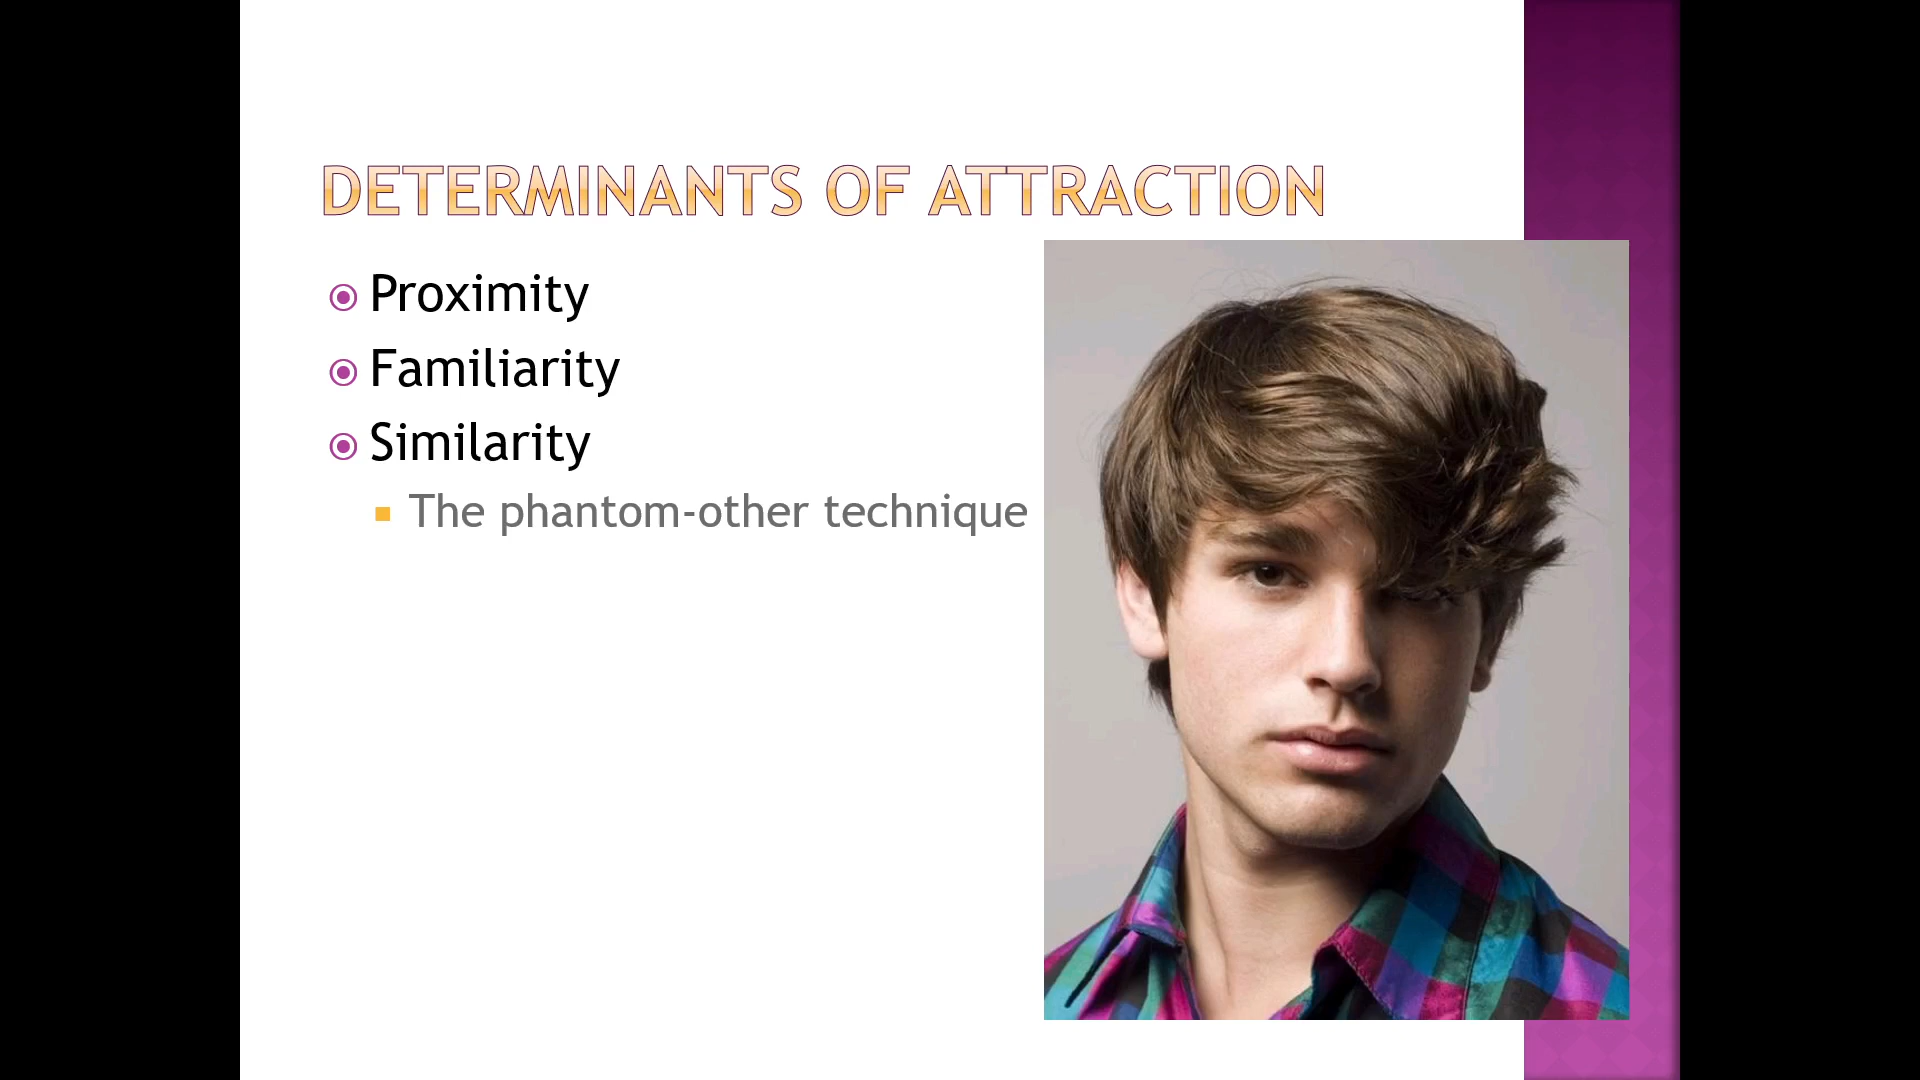 DETERMINANTS OF ATTRACTION
Proximity
Familiarity
Similarity
The phantom-other technique